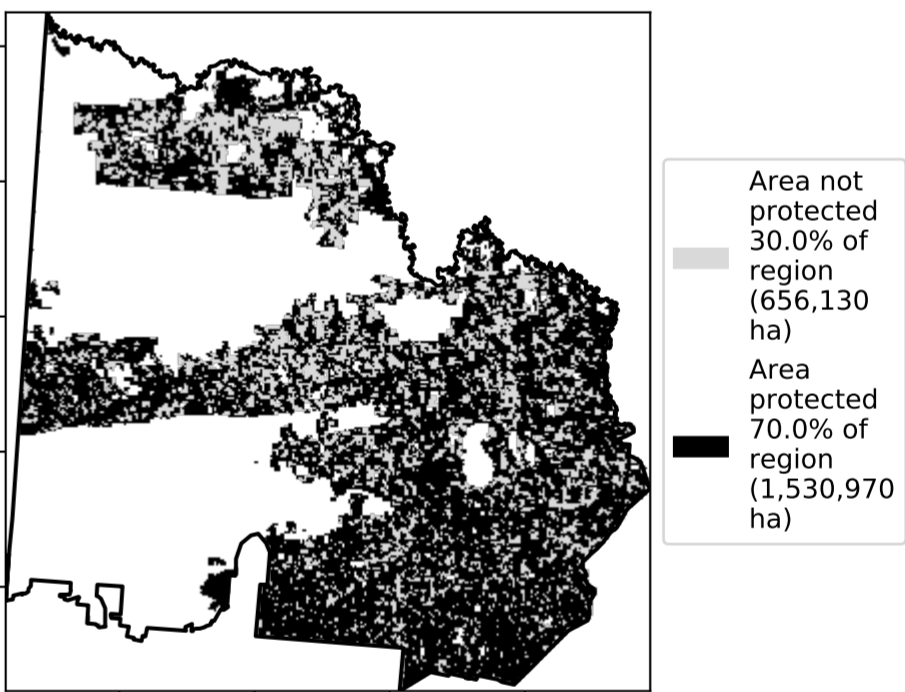 Area not
protected
30.0% of
region
(656,130
ha)
Area
protected
70.0% of
region
(1,530,970
ha)